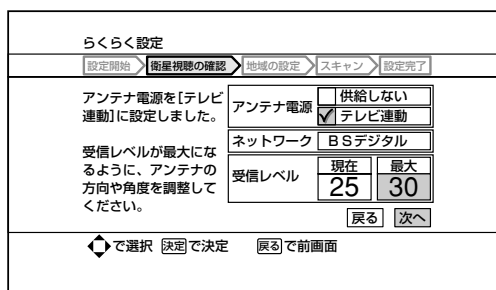 らくらく設定
設定開始 衛星視聴の確認 地域の設定 スキャン 設定完了
アンテナ電源を[テレビ
連動]に設定しました。
受信レベルが最大にな
るように、アンテナの
方向や角度を調整して
ください。
アンテナ電源
供給しない
テレビ連動
ネットワーク BSデジタル
受信レベル
現在 最大
25 30
戻る 次へ
で選択 決定で決定 戻るで前画面